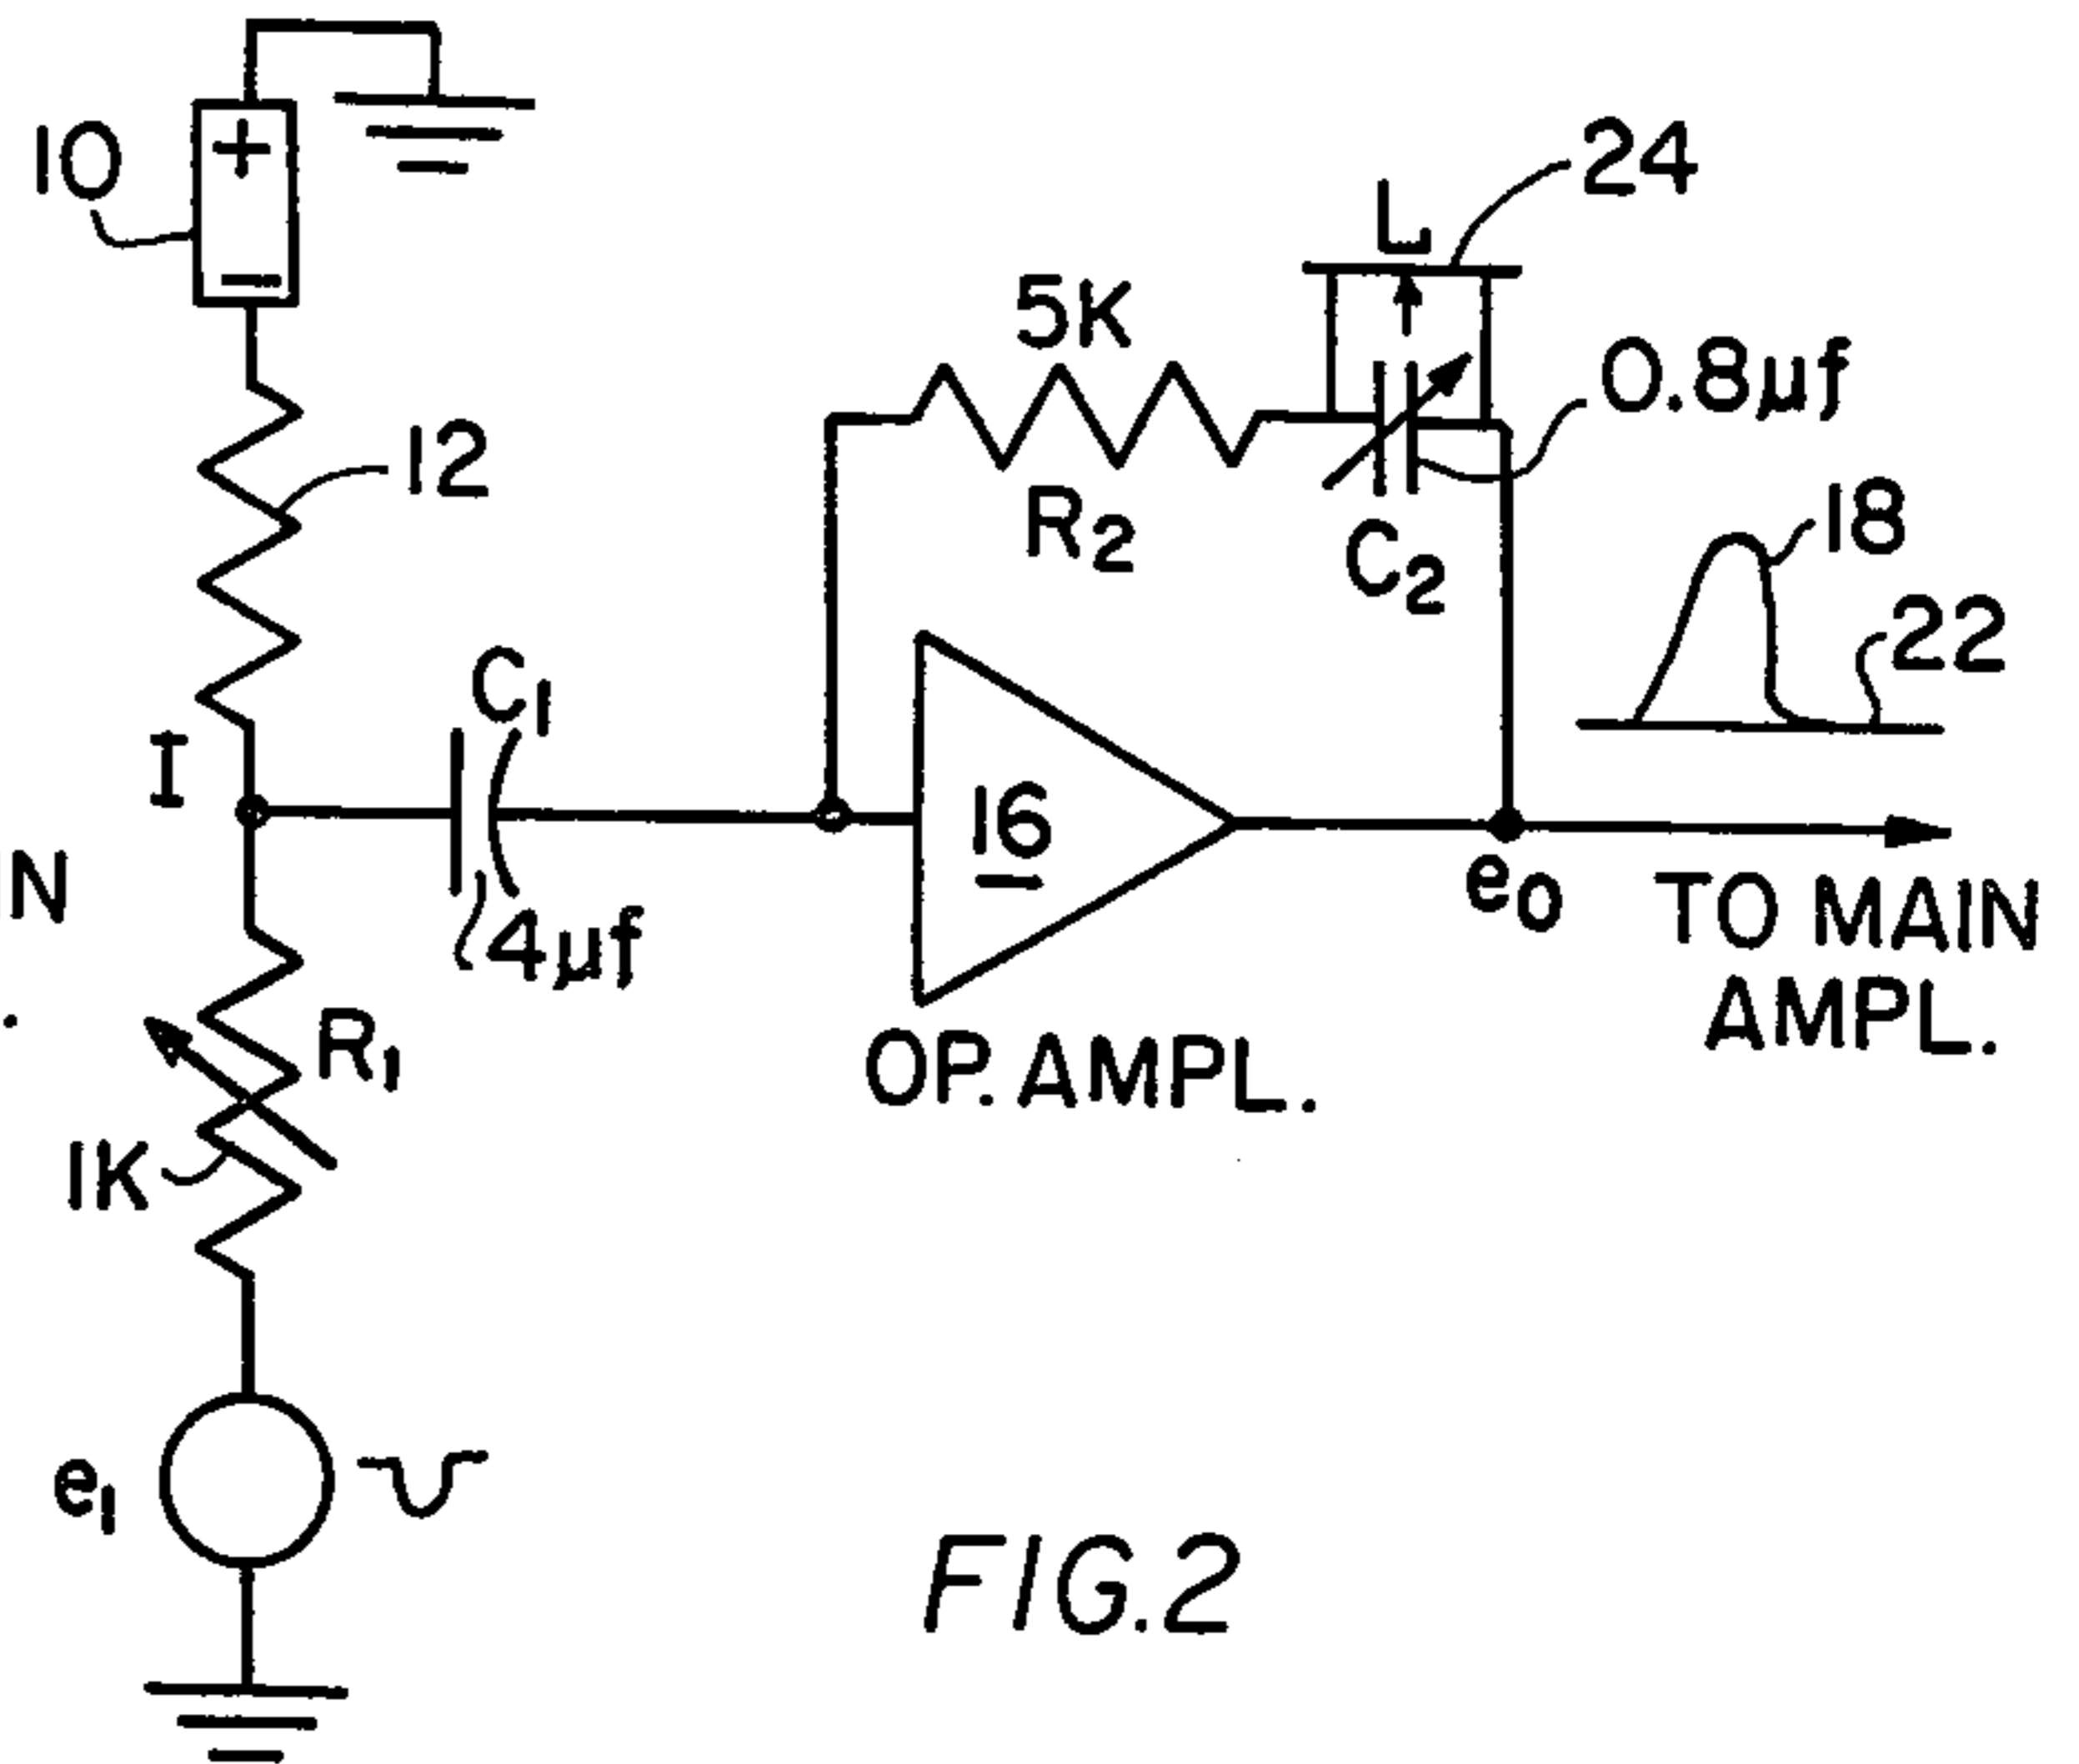 10
+
−
24
L
5K
0.8µf
12
R2
C2
18
22
C1
I
16
N
4µf
eo
TO MAIN
AMPL.
.
R1
OP. AMPL.
1K
e1
FIG.2